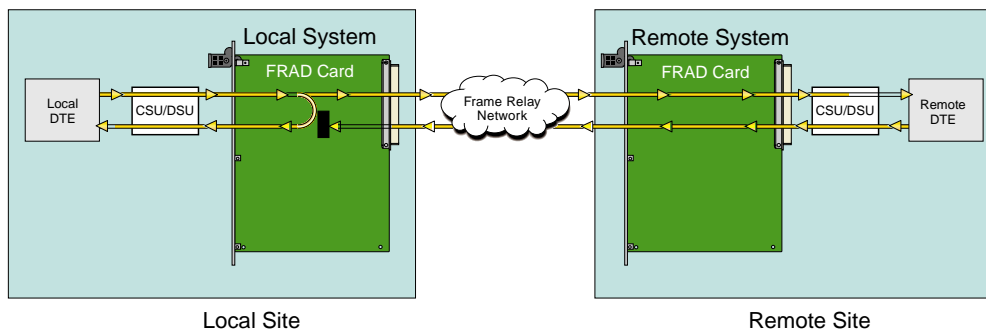 Local System
Remote System
FRAD Card
FRAD Card
Local
DTE
CSU/DSU
Frame Relay
Network
CSU/DSU
Remote
DTE
Local Site
Remote Site